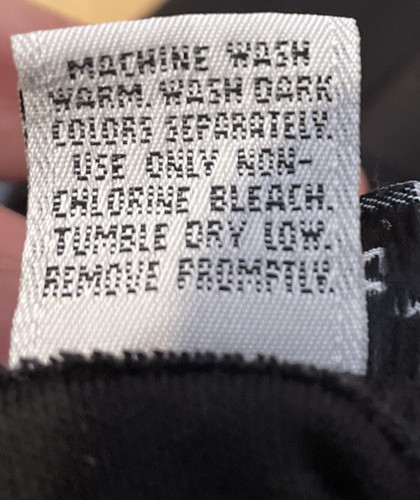 MACHINE WASH
WARM. WASH DARK
COLORS SEPARATELY.
USE ONLY NON-
CHLORINE BLEACH.
TUMBLE DRY LOW.
REMOVE PROMPTLY.